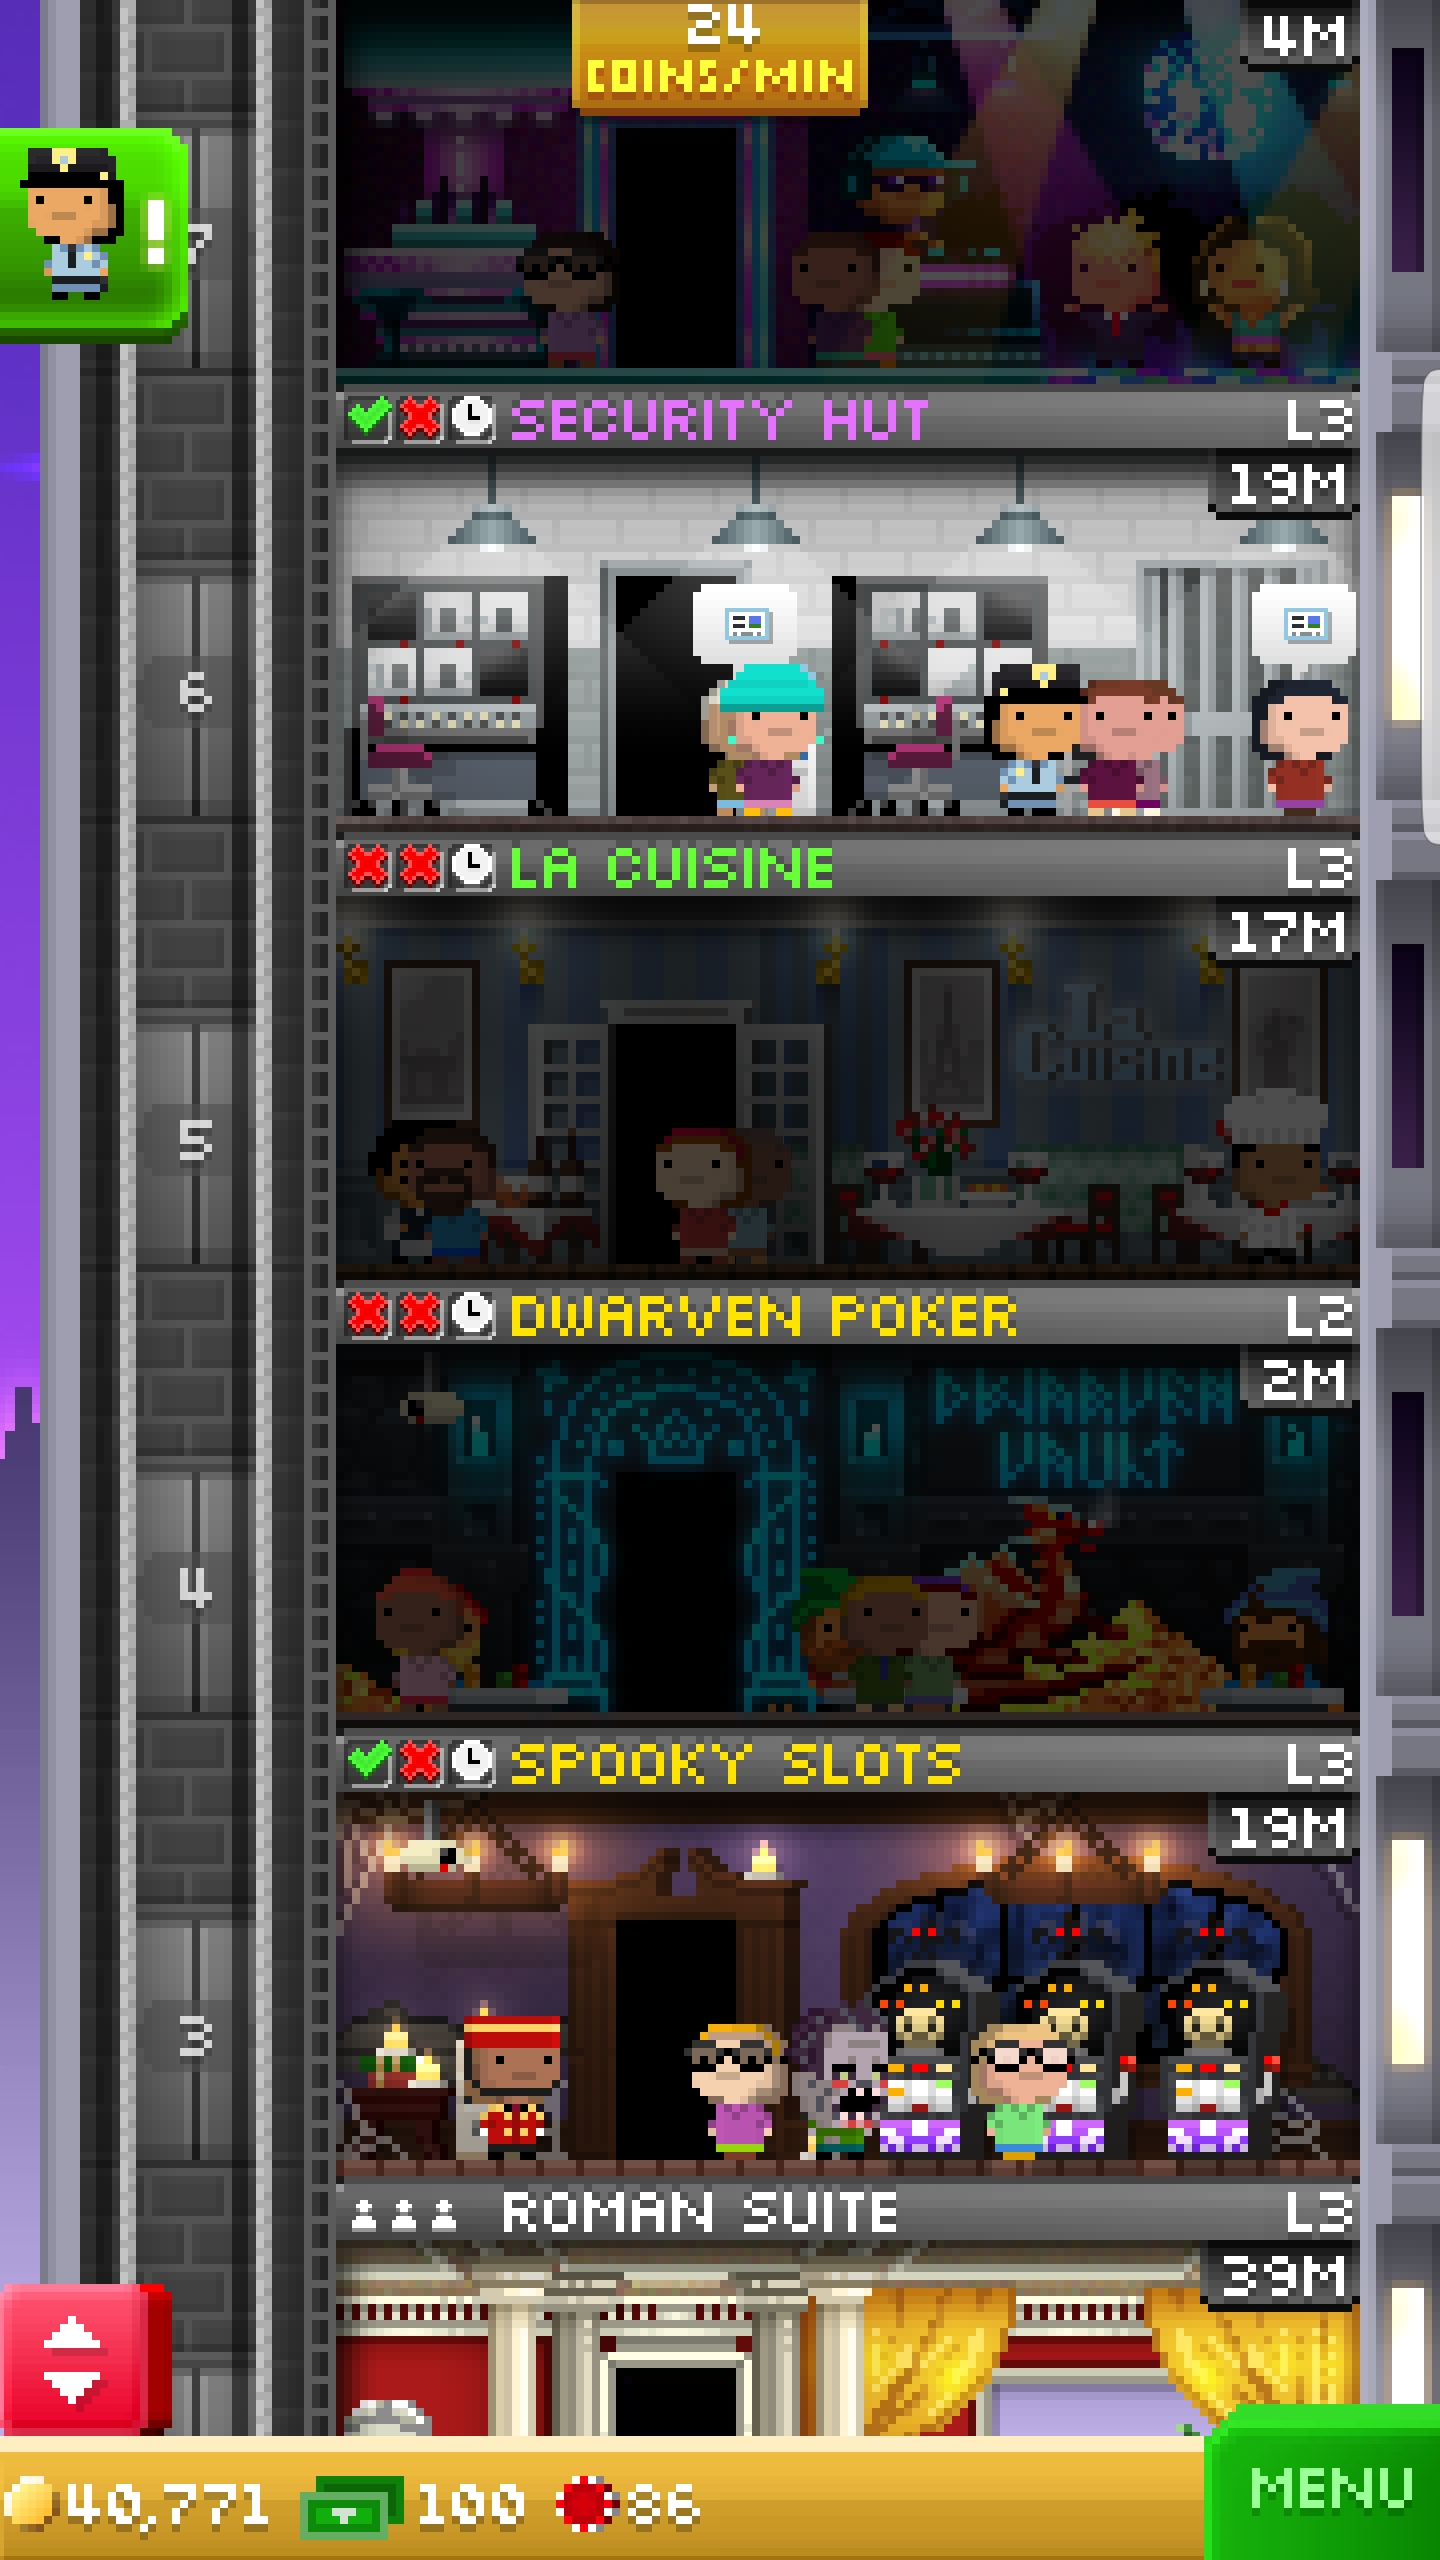 24
COINS/MIN
4M
!
7
SECURITY HUT L3
19M
6
LA CUISINE L3
17M
La
Cuisine
5
DWARVEN POKER L2
2M
DWARVEN
VAULT
4
SPOOKY SLOTS L3
19M
3
ROMAN SUITE L3
39M
40,771 100 86
MENU